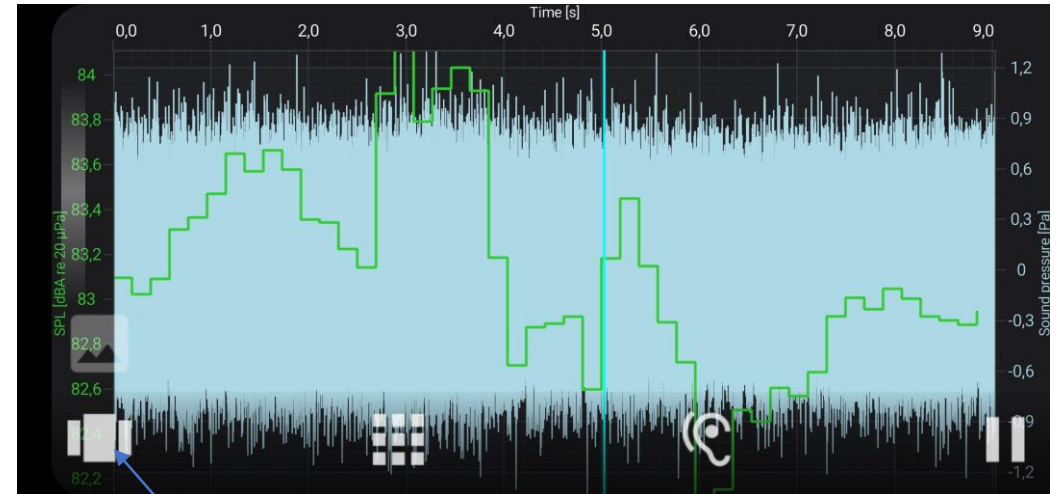 Time [s]
0,0 1,0 2,0 3,0 4,0 5,0 6,0 7,0 8,0 9,0
84 1,2
83,8 0,9
83,6 0,6
83,4 0,3
83,2 0
83 -0,3
82,8 -0,6
82,6 -0,9
82,4 -1,2
82,2
SPL [dBA re 20 µPa]
Sound pressure [Pa]